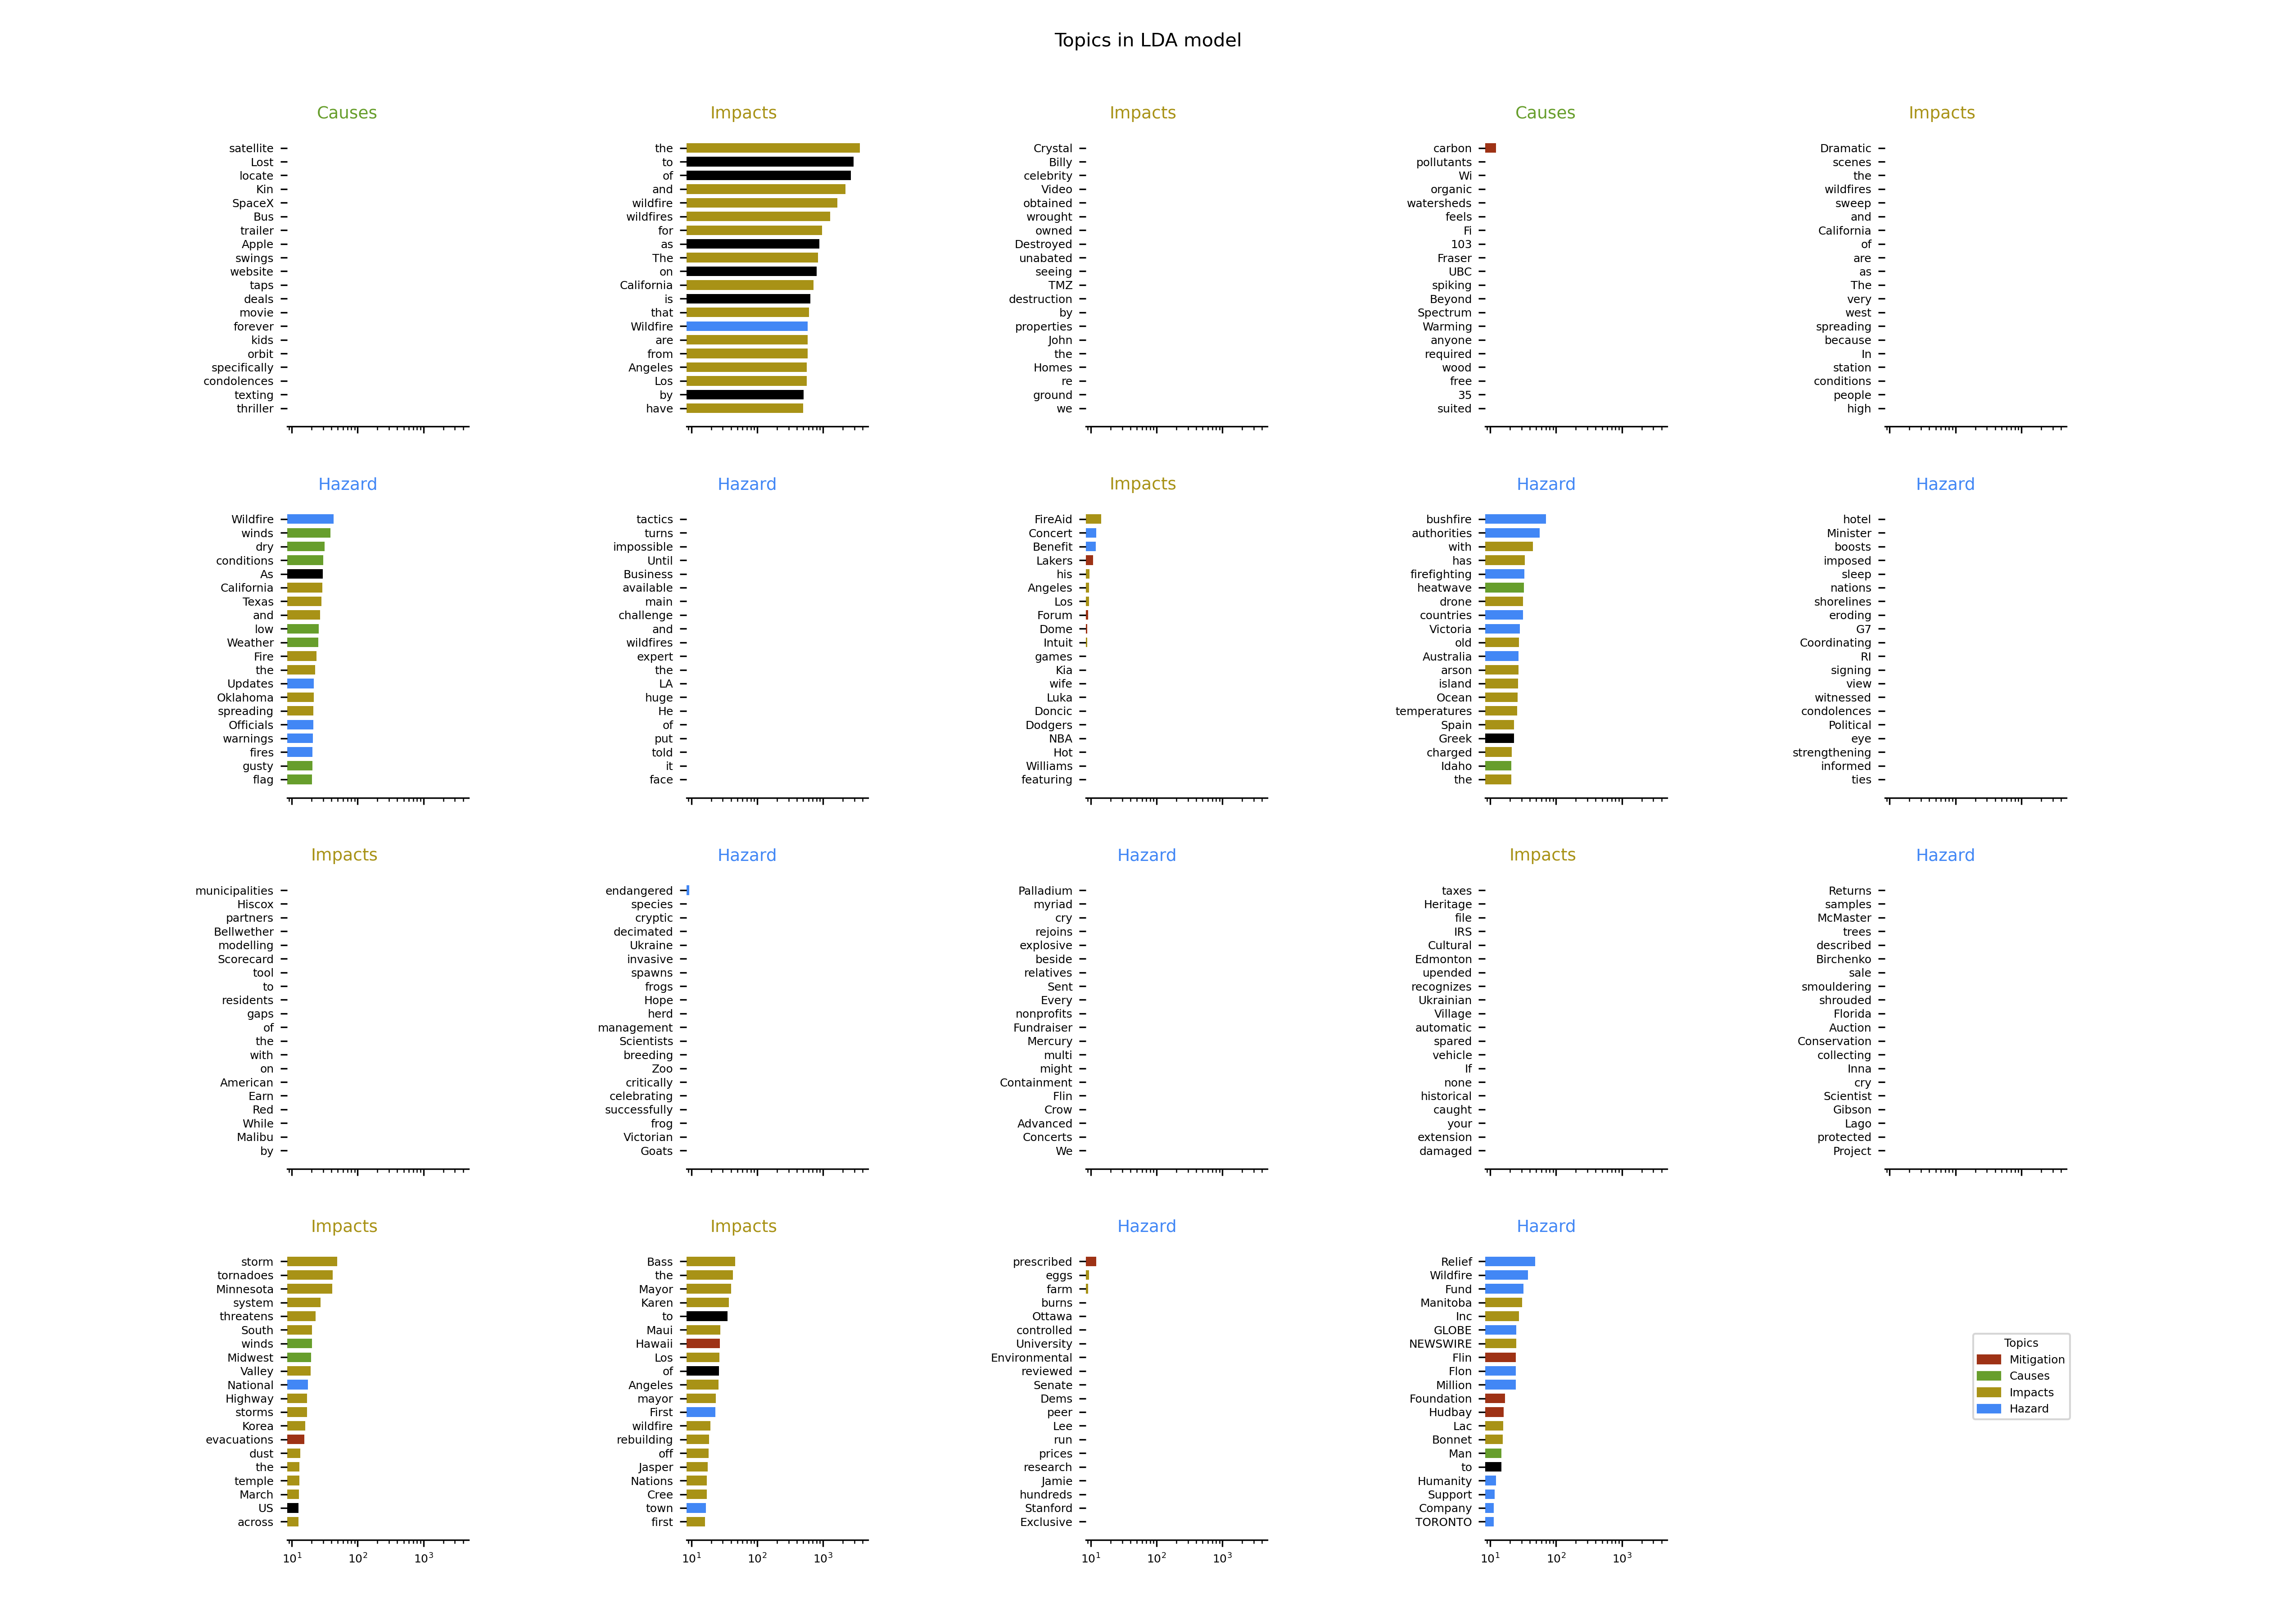 Topics in LDA model
Causes
satellite
Lost
locate
Kin
SpaceX
Bus
trailer
Apple
swings
website
taps
deals
movie
forever
kids
orbit
specifically
condolences
texting
thriller
Impacts
the
to
of
and
wildfire
wildfires
for
as
The
on
California
is
that
Wildfire
are
from
Angeles
Los
by
have
Impacts
Crystal
Billy
celebrity
Video
obtained
wrought
owned
Destroyed
unabated
seeing
TMZ
destruction
by
properties
John
the
Homes
re
ground
we
Causes
carbon
pollutants
Wi
organic
watersheds
feels
Fi
103
Fraser
UBC
spiking
Beyond
Spectrum
Warming
anyone
required
wood
free
35
suited
Impacts
Dramatic
scenes
the
wildfires
sweep
and
California
of
are
as
The
very
west
spreading
because
In
station
conditions
people
high
Hazard
Wildfire
winds
dry
conditions
As
California
Texas
and
low
Weather
Fire
the
Updates
Oklahoma
spreading
Officials
warnings
fires
gusty
flag
Hazard
tactics
turns
impossible
Until
Business
available
main
challenge
and
wildfires
expert
the
LA
huge
He
of
put
told
it
face
Impacts
FireAid
Concert
Benefit
Lakers
his
Angeles
Los
Forum
Dome
Intuit
games
Kia
wife
Luka
Doncic
Dodgers
NBA
Hot
Williams
featuring
Hazard
bushfire
authorities
with
has
firefighting
heatwave
drone
countries
Victoria
old
Australia
arson
island
Ocean
temperatures
Spain
Greek
charged
Idaho
the
Hazard
hotel
Minister
boosts
imposed
sleep
nations
shorelines
eroding
G7
Coordinating
RI
signing
view
witnessed
condolences
Political
eye
strengthening
informed
ties
Impacts
municipalities
Hiscox
partners
Bellwether
modelling
Scorecard
tool
to
residents
gaps
of
the
with
on
American
Earn
Red
While
Malibu
by
Hazard
endangered
species
cryptic
decimated
Ukraine
invasive
spawns
frogs
Hope
herd
management
Scientists
breeding
Zoo
critically
celebrating
successfully
frog
Victorian
Goats
Hazard
Palladium
myriad
cry
rejoins
explosive
beside
relatives
Sent
Every
nonprofits
Fundraiser
Mercury
multi
might
Containment
Flin
Crow
Advanced
Concerts
We
Impacts
taxes
Heritage
file
IRS
Cultural
Edmonton
upended
recognizes
Ukrainian
Village
automatic
spared
vehicle
If
none
historical
caught
your
extension
damaged
Hazard
Returns
samples
McMaster
trees
described
Birchenko
sale
smouldering
shrouded
Florida
Auction
Conservation
collecting
Inna
cry
Scientist
Gibson
Lago
protected
Project
Impacts
storm
tornadoes
Minnesota
system
threatens
South
winds
Midwest
Valley
National
Highway
storms
Korea
evacuations
dust
the
temple
March
US
across
10¹ 10² 10³
Impacts
Bass
the
Mayor
Karen
to
Maui
Hawaii
Los
of
Angeles
mayor
First
wildfire
rebuilding
off
Jasper
Nations
Cree
town
first
10¹ 10² 10³
Hazard
prescribed
eggs
farm
burns
Ottawa
controlled
University
Environmental
reviewed
Senate
Dems
peer
Lee
run
prices
research
Jamie
hundreds
Stanford
Exclusive
10¹ 10² 10³
Hazard
Relief
Wildfire
Fund
Manitoba
Inc
GLOBE
NEWSWIRE
Flin
Flon
Million
Foundation
Hudbay
Lac
Bonnet
Man
to
Humanity
Support
Company
TORONTO
10¹ 10² 10³
Topics
Mitigation
Causes
Impacts
Hazard